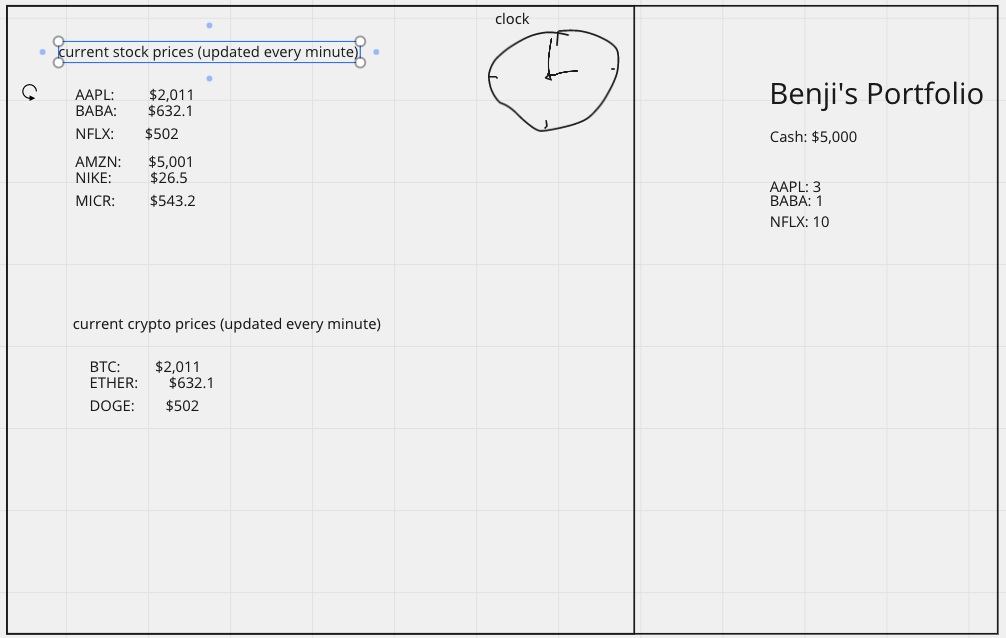 clock
current stock prices (updated every minute)
AAPL: $2,011
BABA: $632.1
NFLX: $502
AMZN: $5,001
NIKE: $26.5
MICR: $543.2
current crypto prices (updated every minute)
BTC: $2,011
ETHER: $632.1
DOGE: $502
Benji's Portfolio
Cash: $5,000
AAPL: 3
BABA: 1
NFLX: 10